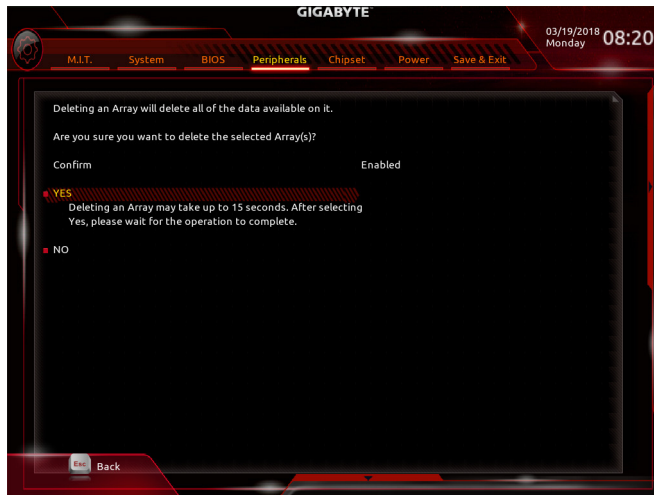 GIGABYTE™
03/19/2018
Monday
08:20
M.I.T. System BIOS Peripherals Chipset Power Save & Exit
Deleting an Array will delete all of the data available on it.
Are you sure you want to delete the selected Array(s)?
Confirm Enabled
YES
Deleting an Array may take up to 15 seconds. After selecting
Yes, please wait for the operation to complete.
NO
Esc Back